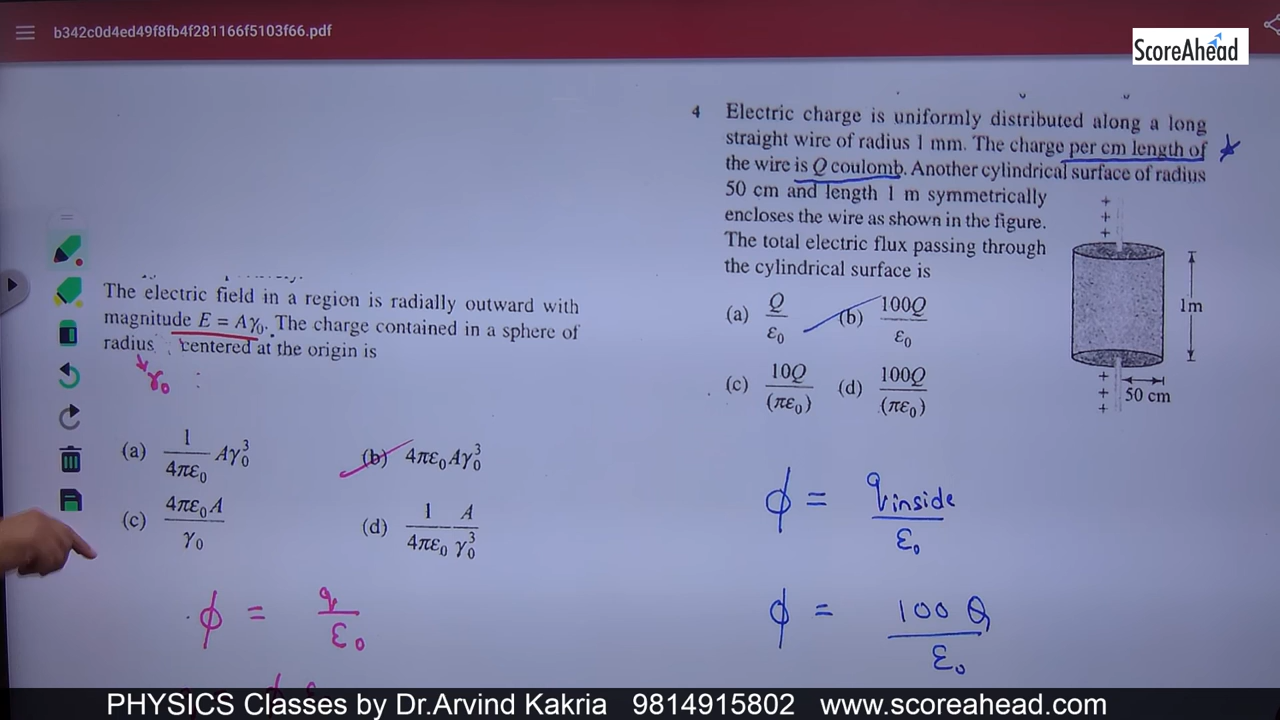 b342c0d4ed49f8fb4f281166f5103f66.pdf
ScoreAhead
The electric field in a region is radially outward with
magnitude E = Aγ₀. The charge contained in a sphere of
radius centered at the origin is
r₀ :
(a) 1/4πε₀ Aγ₀³ (b) 4πε₀Aγ₀³
(c) 4πε₀A/γ₀ (d) 1/4πε₀ A/γ₀³
ϕ = q/ε₀
4 Electric charge is uniformly distributed along a long
straight wire of radius 1 mm. The charge per cm length of
the wire is Q coulomb. Another cylindrical surface of radius
50 cm and length 1 m symmetrically
encloses the wire as shown in the figure.
The total electric flux passing through
the cylindrical surface is
(a) Q/ε₀ (b) 100Q/ε₀
(c) 10Q/(πε₀) (d) 100Q/(πε₀)
+
+
+
1m
+
+ 50 cm
+
ϕ = q inside/ε₀
ϕ = 100 Q/ε₀
PHYSICS Classes by Dr.Arvind Kakria 9814915802 www.scoreahead.com